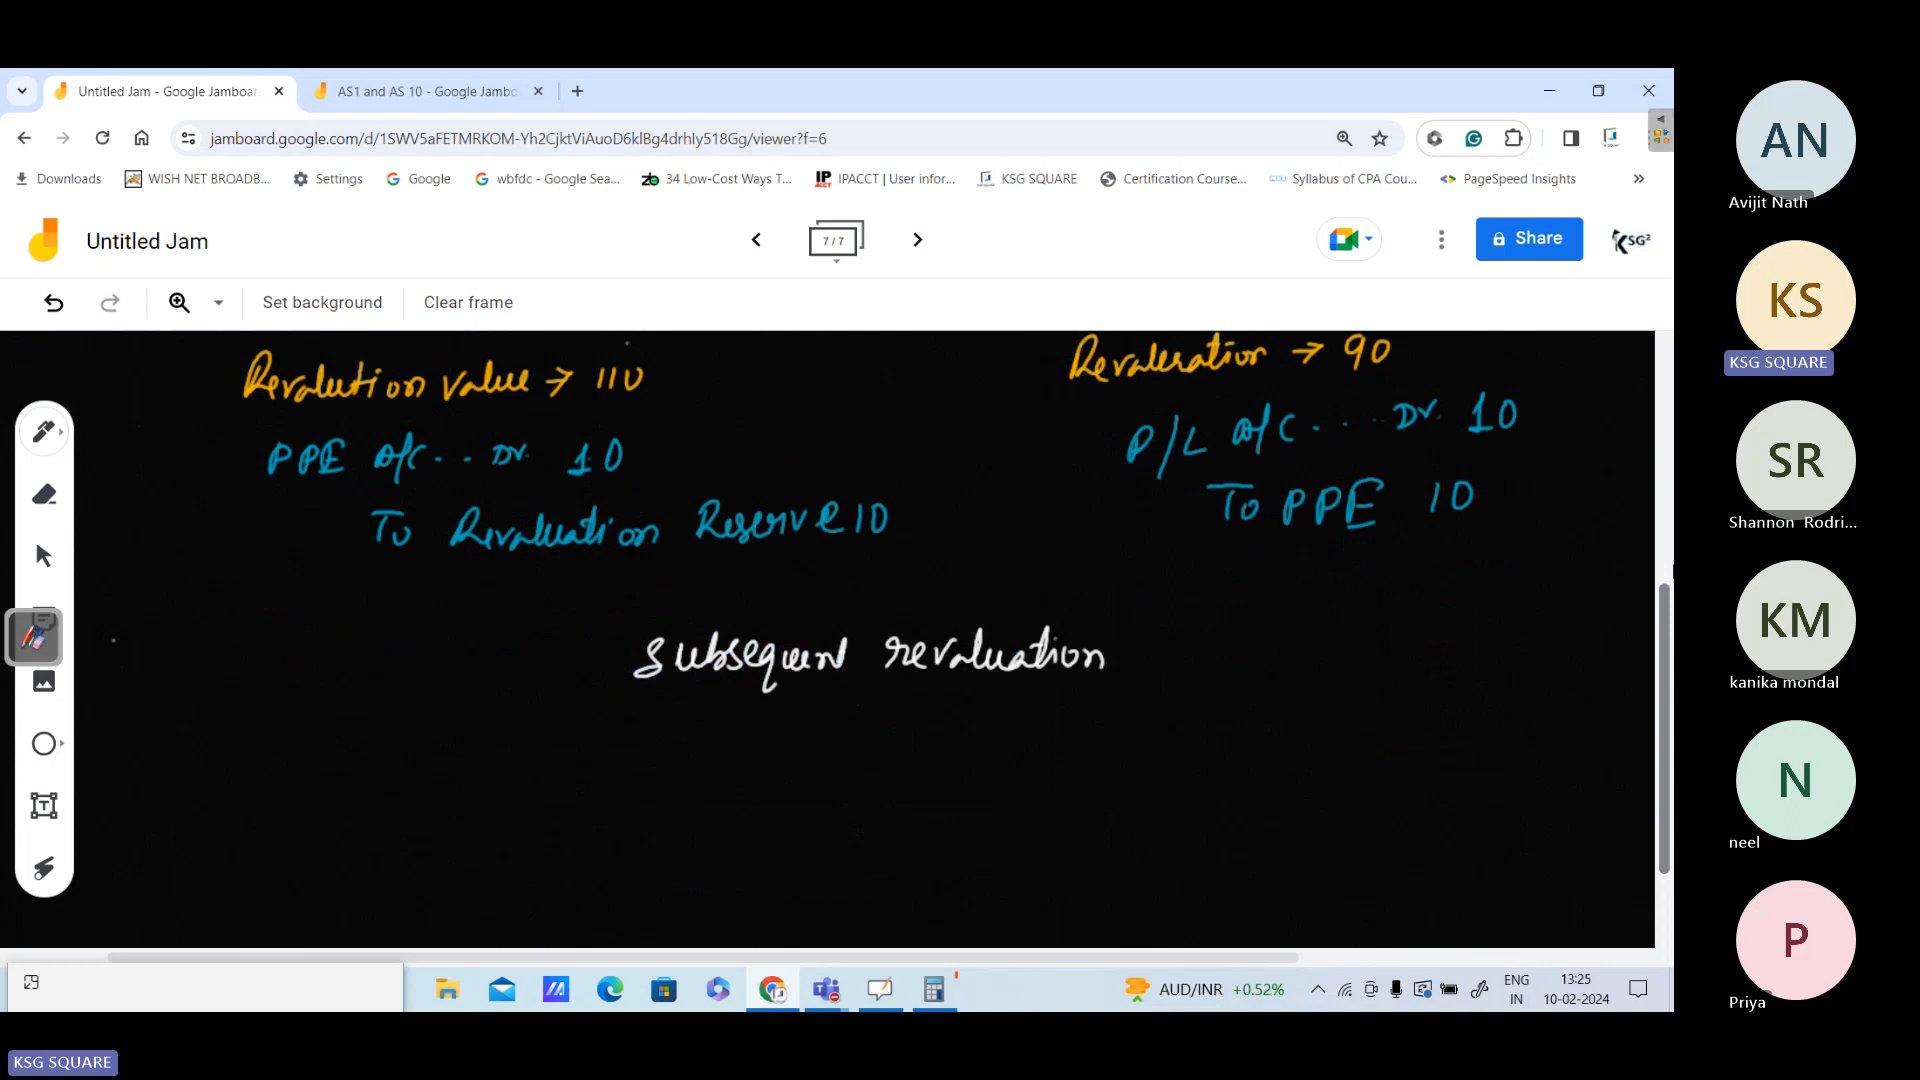 Untitled Jam - Google Jamboar
AS1 and AS 10 - Google Jambo
jamboard.google.com/d/1SWV5aFETMRKOM-Yh2CjktViAuoD6klBg4drhly518Gg/viewer?f=6
Downloads
WISH NET BROADB...
Settings
Google
wbfdc - Google Sea...
34 Low-Cost Ways T...
IPACCT | User infor...
KSG SQUARE
Certification Course...
Syllabus of CPA Cou...
PageSpeed Insights
Untitled Jam
7 / 7
Share
KSG²
Set background
Clear frame
Revalution value → 110
PPE A/C... Dr. 10
To Revaluation Reserve 10
Revaluation → 90
P/L A/C.... Dr. 10
To PPE 10
Subsequent revaluation
AUD/INR +0.52%
ENG
IN
13:25
10-02-2024
AN
Avijit Nath
KS
KSG SQUARE
SR
Shannon Rodri...
KM
kanika mondal
N
neel
P
Priya
KSG SQUARE